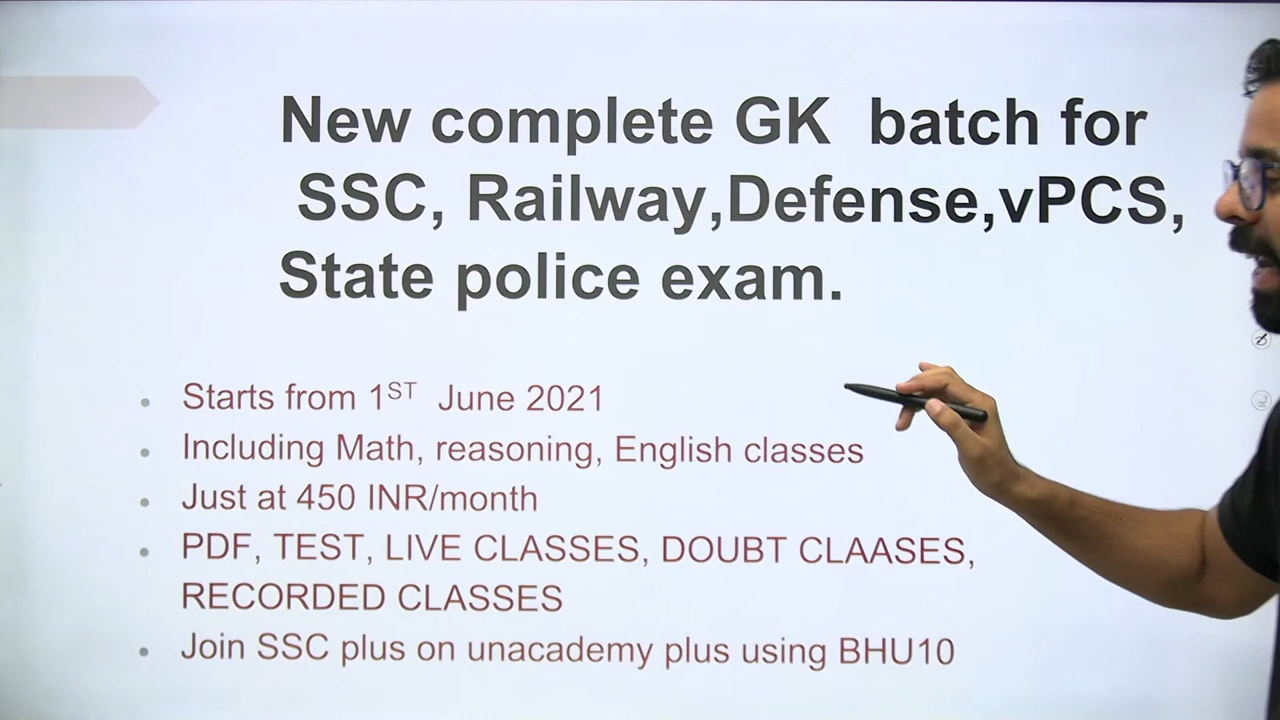 New complete GK  batch for
SSC, Railway,Defense,vPCS,
State police exam.
Starts from 1ST  June 2021
Including Math, reasoning, English classes
Just at 450 INR/month
PDF, TEST, LIVE CLASSES, DOUBT CLAASES,
RECORDED CLASSES
Join SSC plus on unacademy plus using BHU10